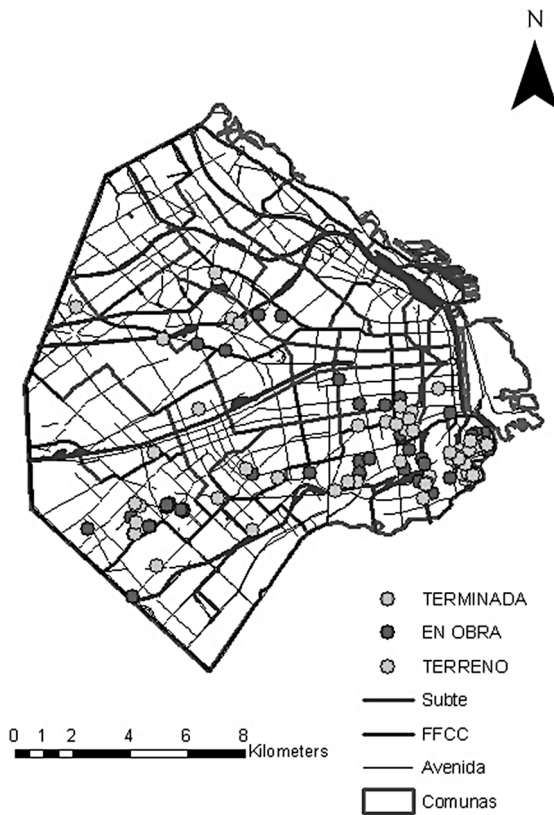 N
TERMINADA
EN OBRA
TERRENO
Subte
FFCC
Avenida
Comunas
0 1 2 4 6 8
Kilometers